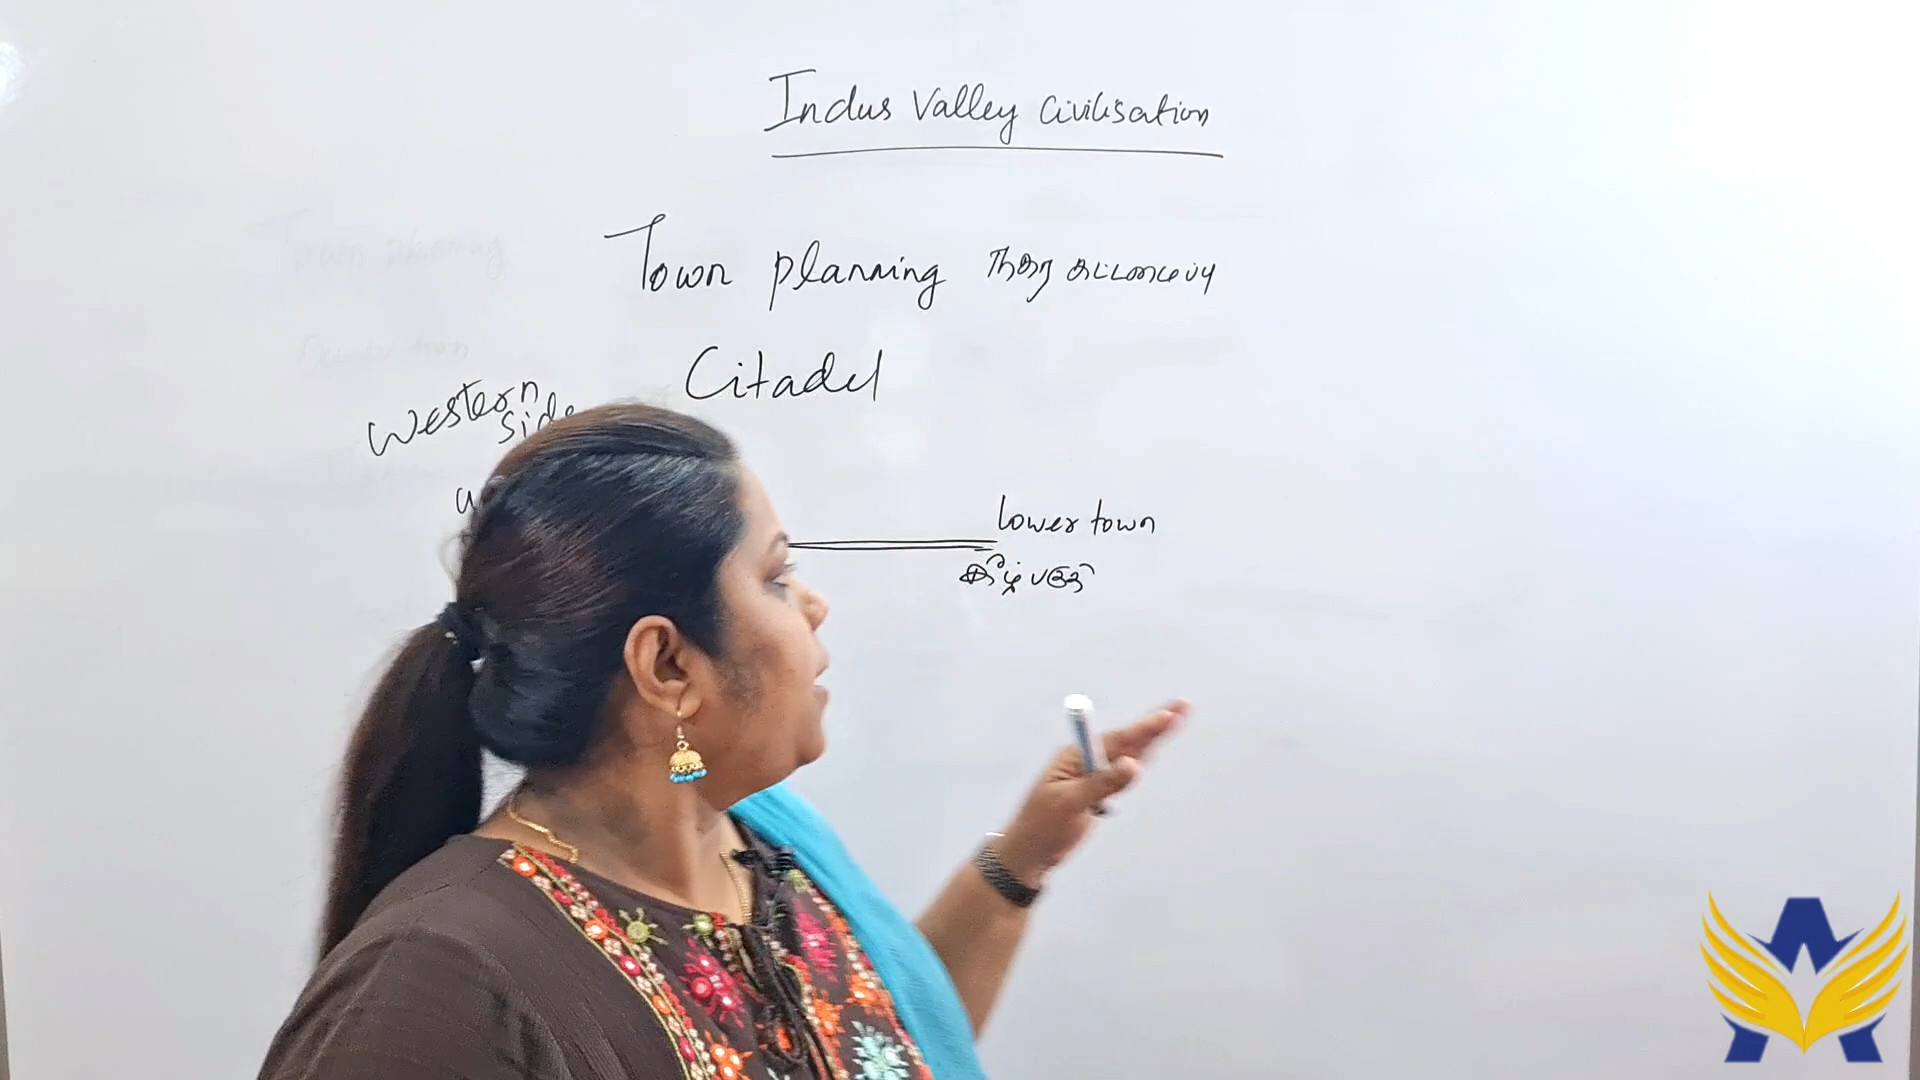 Indus Valley Civilisation
Town planning நகர கட்டமைப்பு
Citadel
Western
side
lower town
கீழ் பகுதி